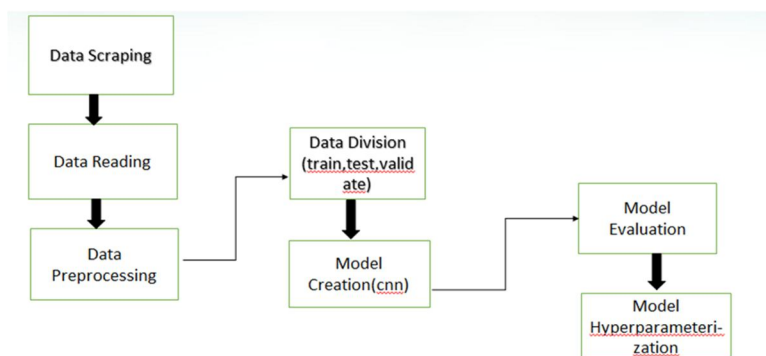 Data Scraping
Data Reading
Data
Preprocessing
Data Division
(train,test,valid
ate)
Model
Creation(cnn)
Model
Evaluation
Model
Hyperparameteri-
zation